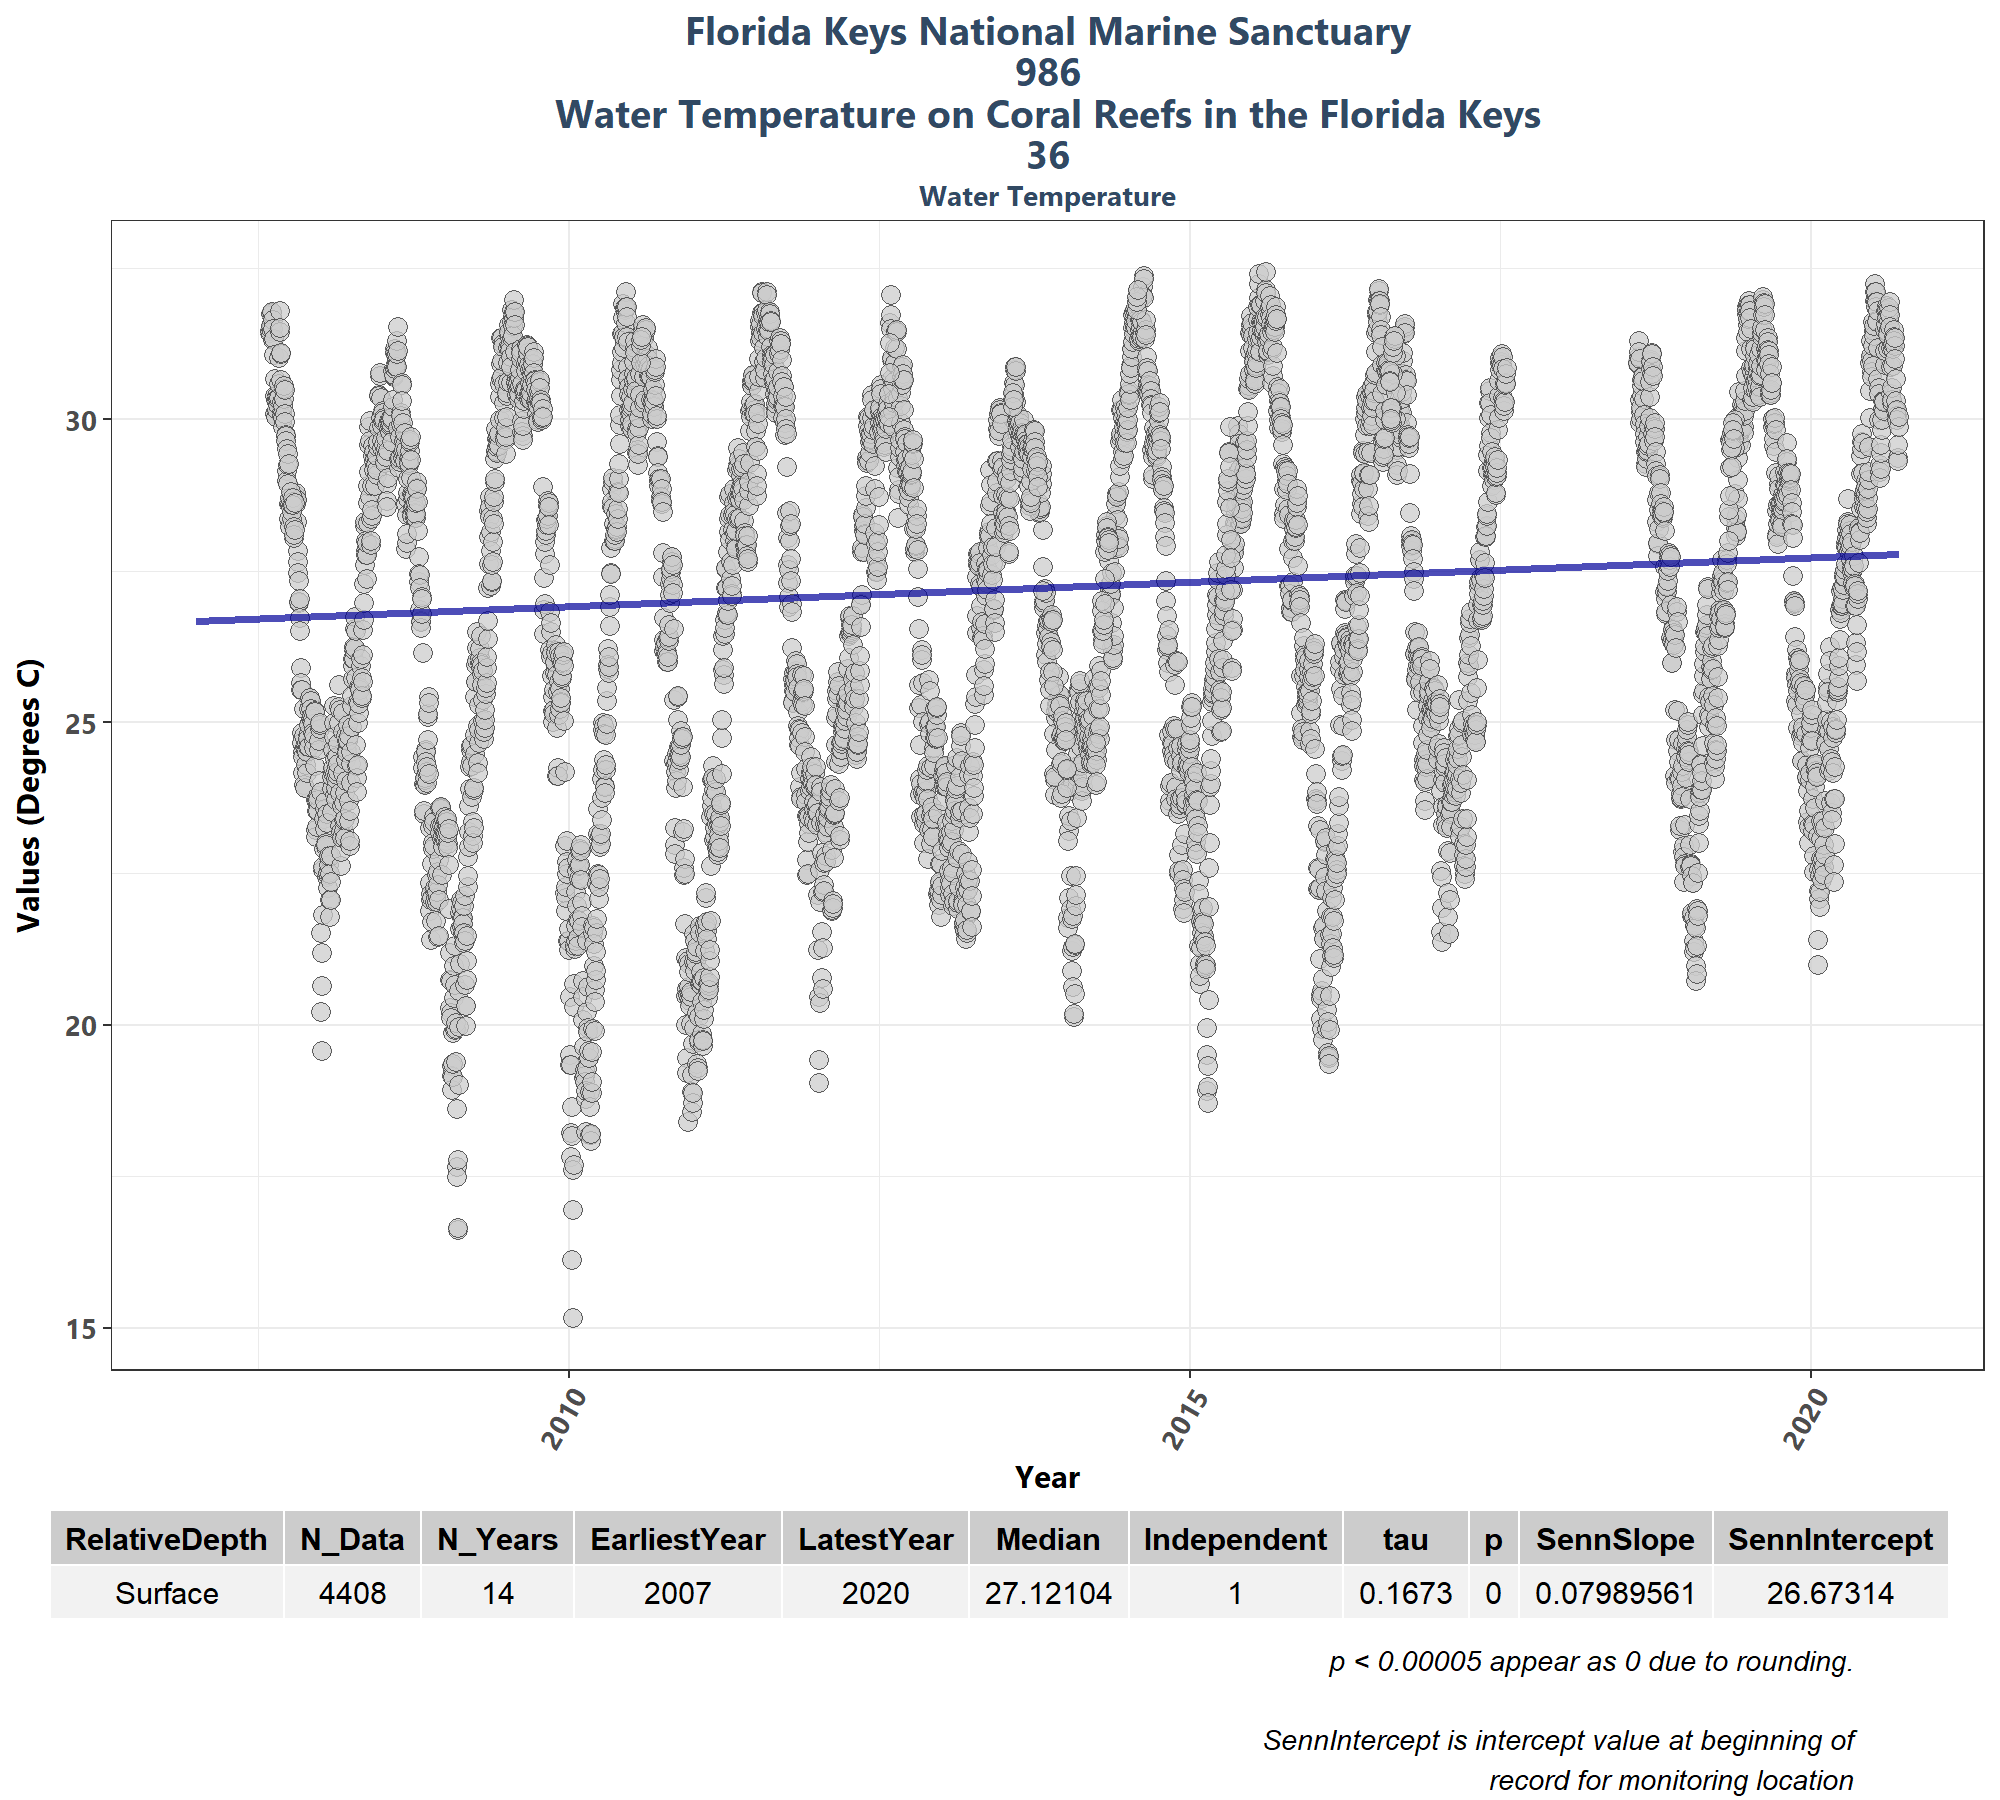 Florida Keys National Marine Sanctuary
986
Water Temperature on Coral Reefs in the Florida Keys
36
Water Temperature
Values (Degrees C)
30
25
20
15
2010
2015
2020
Year
RelativeDepth N_Data N_Years EarliestYear LatestYear Median Independent tau p SennSlope SennIntercept
Surface 4408 14 2007 2020 27.12104 1 0.1673 0 0.07989561 26.67314
p < 0.00005 appear as 0 due to rounding.
SennIntercept is intercept value at beginning of
record for monitoring location